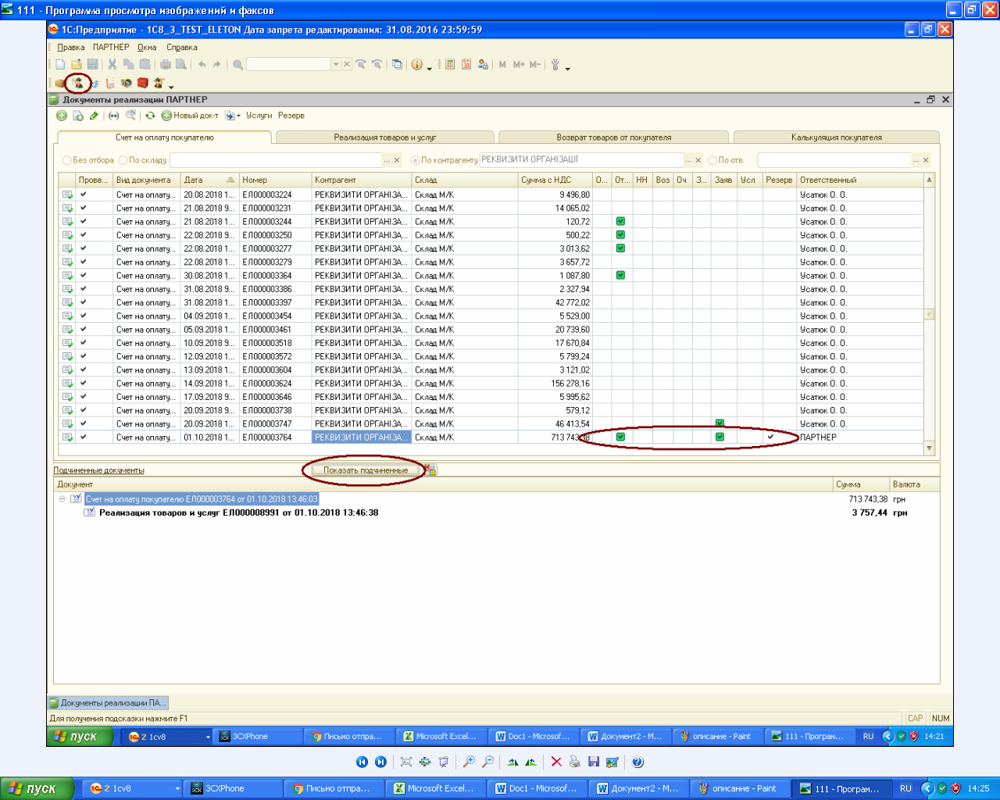 111 - Программа просмотра изображений и факсов
1С:Предприятие - 1C8_3_TEST_ELETON Дата запрета редактирования: 31.08.2016 23:59:59
Правка ПАРТНЕР Окна Справка
M M+ M-
Документы реализации ПАРТНЕР
Новый док-т Услуги Резерв
Счет на оплату покупателю Реализация товаров и услуг Возврат товаров от покупателя Калькуляция покупателя
Без отбора По складу ... × По контрагенту РЕКВИЗИТИ ОРГАНІЗАЦІЇ ... × По отв. ... ×
Прове... Вид документа Дата Номер Контрагент Склад Сумма с НДС О... От... НН Воз Оч З... Заяв Усл Резерв Ответственный
Счет на оплату... 20.08.2018 1... ЕЛ000003224 РЕКВИЗИТИ ОРГАНІЗА... Склад М/К 9 496,80 Усатюк О. О.
Счет на оплату... 21.08.2018 9... ЕЛ000003231 РЕКВИЗИТИ ОРГАНІЗА... Склад М/К 14 065,02 Усатюк О. О.
Счет на оплату... 21.08.2018 1... ЕЛ000003244 РЕКВИЗИТИ ОРГАНІЗА... Склад М/К 120,72 Усатюк О. О.
Счет на оплату... 22.08.2018 9... ЕЛ000003250 РЕКВИЗИТИ ОРГАНІЗА... Склад М/К 500,22 Усатюк О. О.
Счет на оплату... 22.08.2018 1... ЕЛ000003277 РЕКВИЗИТИ ОРГАНІЗА... Склад М/К 3 013,62 Усатюк О. О.
Счет на оплату... 22.08.2018 1... ЕЛ000003279 РЕКВИЗИТИ ОРГАНІЗА... Склад М/К 3 657,72 Усатюк О. О.
Счет на оплату... 30.08.2018 1... ЕЛ000003364 РЕКВИЗИТИ ОРГАНІЗА... Склад М/К 1 087,80 Усатюк О. О.
Счет на оплату... 31.08.2018 9... ЕЛ000003386 РЕКВИЗИТИ ОРГАНІЗА... Склад М/К 2 327,94 Усатюк О. О.
Счет на оплату... 31.08.2018 1... ЕЛ000003397 РЕКВИЗИТИ ОРГАНІЗА... Склад М/К 42 772,02 Усатюк О. О.
Счет на оплату... 04.09.2018 1... ЕЛ000003454 РЕКВИЗИТИ ОРГАНІЗА... Склад М/К 5 529,00 Усатюк О. О.
Счет на оплату... 05.09.2018 1... ЕЛ000003461 РЕКВИЗИТИ ОРГАНІЗА... Склад М/К 20 739,60 Усатюк О. О.
Счет на оплату... 10.09.2018 9... ЕЛ000003518 РЕКВИЗИТИ ОРГАНІЗА... Склад М/К 17 670,84 Усатюк О. О.
Счет на оплату... 12.09.2018 1... ЕЛ000003572 РЕКВИЗИТИ ОРГАНІЗА... Склад М/К 5 799,24 Усатюк О. О.
Счет на оплату... 13.09.2018 1... ЕЛ000003604 РЕКВИЗИТИ ОРГАНІЗА... Склад М/К 3 121,02 Усатюк О. О.
Счет на оплату... 14.09.2018 1... ЕЛ000003624 РЕКВИЗИТИ ОРГАНІЗА... Склад М/К 156 278,16 Усатюк О. О.
Счет на оплату... 17.09.2018 9... ЕЛ000003646 РЕКВИЗИТИ ОРГАНІЗА... Склад М/К 5 995,62 Усатюк О. О.
Счет на оплату... 20.09.2018 9... ЕЛ000003738 РЕКВИЗИТИ ОРГАНІЗА... Склад М/К 579,12 Усатюк О. О.
Счет на оплату... 20.09.2018 1... ЕЛ000003747 РЕКВИЗИТИ ОРГАНІЗА... Склад М/К 46 413,54 Усатюк О. О.
Счет на оплату... 01.10.2018 1... ЕЛ000003764 РЕКВИЗИТИ ОРГАНІЗА... Склад М/К 713 743,38 ПАРТНЕР
Подчиненные документы Показать подчиненные
Документ Сумма Валюта
Счет на оплату покупателю ЕЛ000003764 от 01.10.2018 13:46:03 713 743,38 грн
Реализация товаров и услуг ЕЛ000008991 от 01.10.2018 13:46:38 3 757,44 грн
Документы реализации ПА...
Для получения подсказки нажмите F1 CAP NUM
пуск 2 1cv8 3CXPhone Письмо отпра... Microsoft Excel... Doc1 - Microsof... Документ2 - M... описание - Paint 111 - Програм... RU 14:21
пуск 2 1cv8 3CXPhone Письмо отпра... Microsoft Excel... Doc1 - Microsof... Документ2 - M... описание - Paint 111 - Програм... RU 14:25